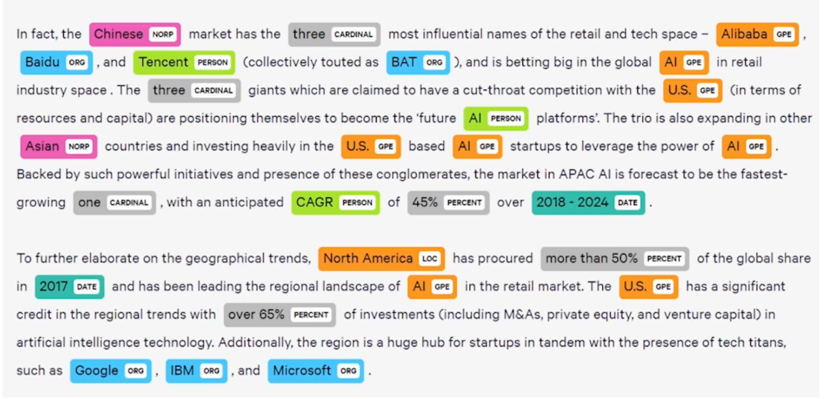 In fact, the Chinese NORP market has the three CARDINAL most influential names of the retail and tech space – Alibaba GPE ,
Baidu ORG , and Tencent PERSON (collectively touted as BAT ORG ), and is betting big in the global AI GPE in retail
industry space . The three CARDINAL giants which are claimed to have a cut-throat competition with the U.S. GPE (in terms of
resources and capital) are positioning themselves to become the ‘future AI PERSON platforms’. The trio is also expanding in other
Asian NORP countries and investing heavily in the U.S. GPE based AI GPE startups to leverage the power of AI GPE .
Backed by such powerful initiatives and presence of these conglomerates, the market in APAC AI is forecast to be the fastest-
growing one CARDINAL , with an anticipated CAGR PERSON of 45% PERCENT over 2018 - 2024 DATE .
To further elaborate on the geographical trends, North America LOC has procured more than 50% PERCENT of the global share
in 2017 DATE and has been leading the regional landscape of AI GPE in the retail market. The U.S. GPE has a significant
credit in the regional trends with over 65% PERCENT of investments (including M&As, private equity, and venture capital) in
artificial intelligence technology. Additionally, the region is a huge hub for startups in tandem with the presence of tech titans,
such as Google ORG , IBM ORG , and Microsoft ORG .